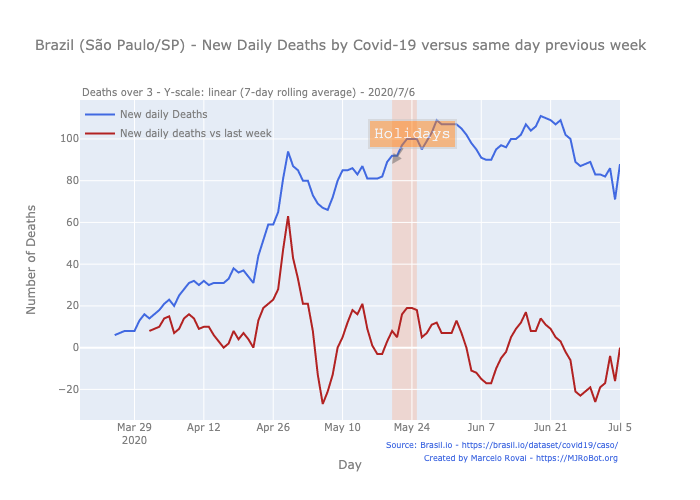 Brazil (São Paulo/SP) - New Daily Deaths by Covid-19 versus same day previous week
Deaths over 3 - Y-scale: linear (7-day rolling average) - 2020/7/6
New daily Deaths
New daily deaths vs last week
Holidays
Number of Deaths
100
80
60
40
20
0
−20
Mar 29
2020
Apr 12
Apr 26
May 10
May 24
Jun 7
Jun 21
Jul 5
Day
Source: Brasil.io - https://brasil.io/dataset/covid19/caso/
Created by Marcelo Rovai - https://MJRoBot.org